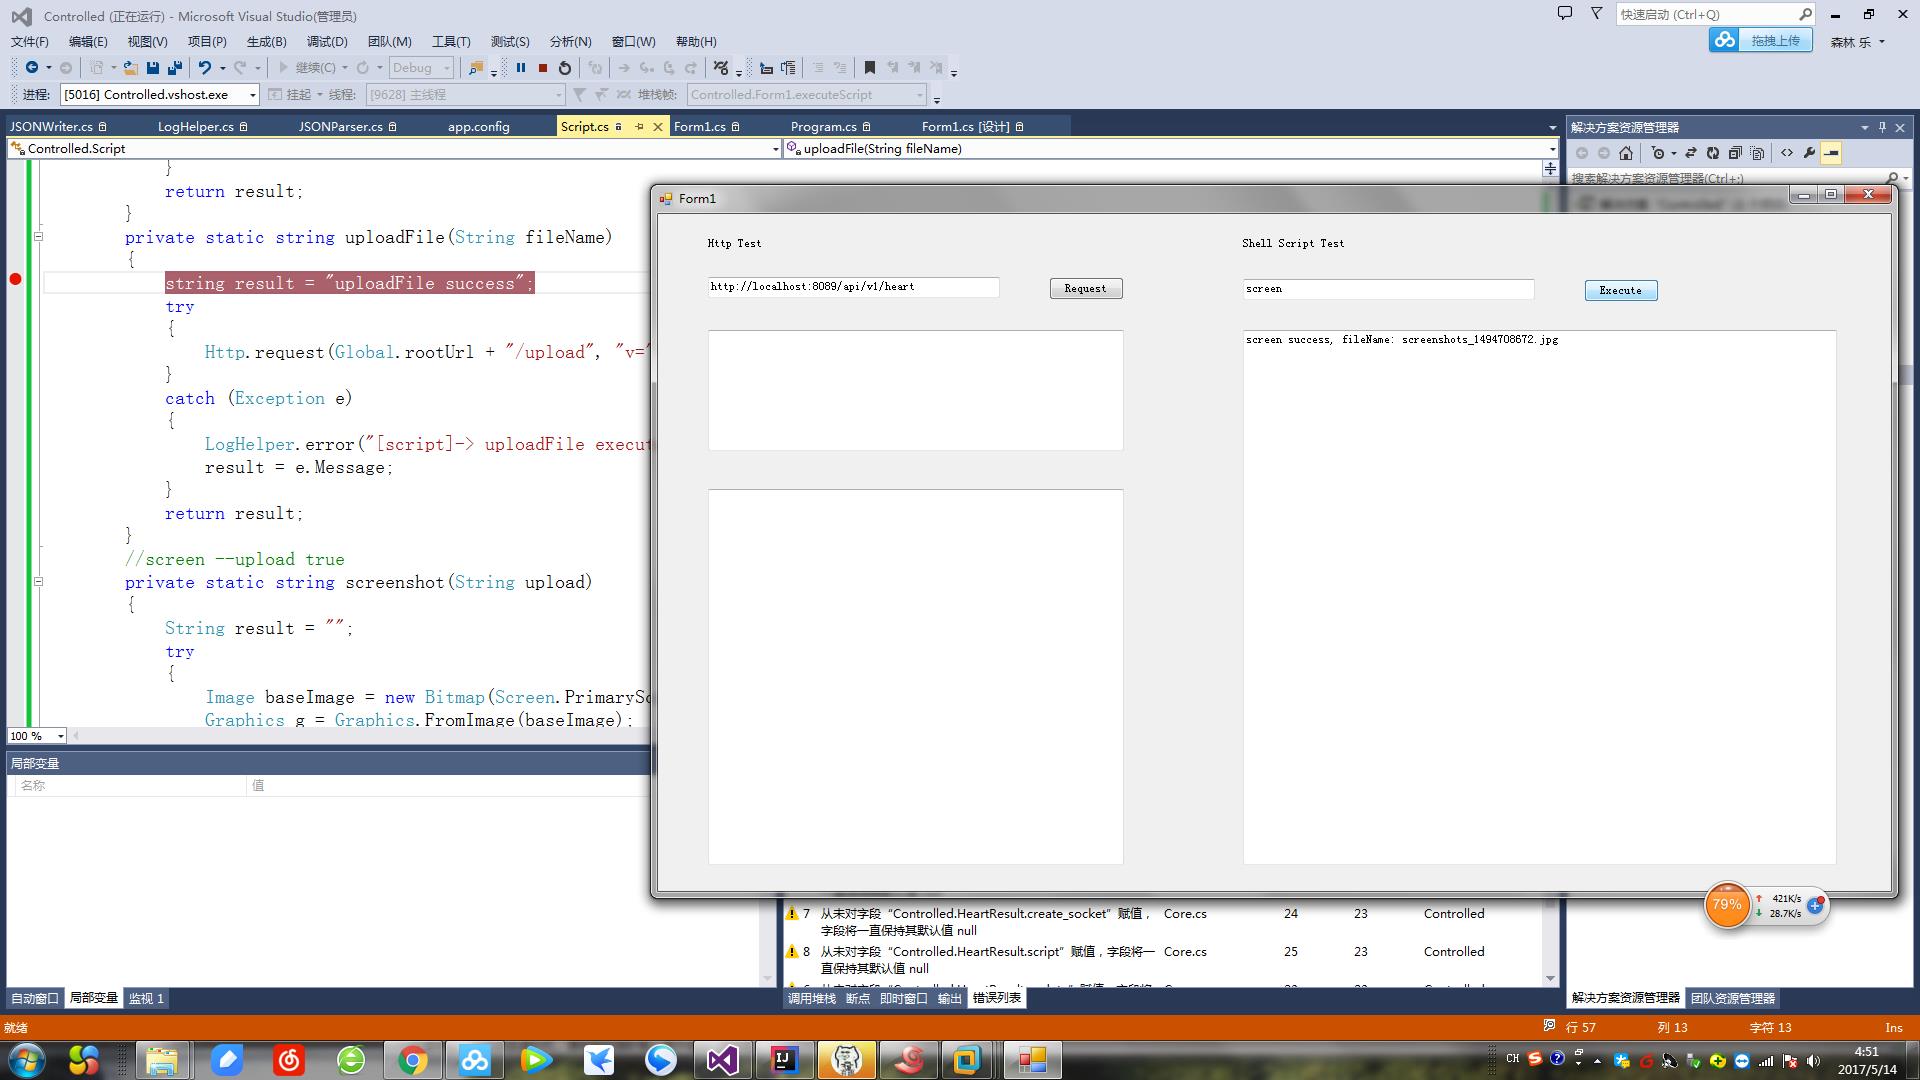 Controlled (正在运行) - Microsoft Visual Studio(管理员)
快速启动 (Ctrl+Q)
文件(F) 编辑(E) 视图(V) 项目(P) 生成(B) 调试(D) 团队(M) 工具(T) 测试(S) 分析(N) 窗口(W) 帮助(H)
拖拽上传
森林 乐
继续(C)
Debug
进程: [5016] Controlled.vshost.exe 挂起 线程: [9628] 主线程 堆栈帧: Controlled.Form1.executeScript
JSONWriter.cs LogHelper.cs JSONParser.cs app.config Script.cs Form1.cs Program.cs Form1.cs [设计]
Controlled.Script
uploadFile(String fileName)
}
return result;
}
private static string uploadFile(String fileName)
{
string result = "uploadFile success";
try
{
Http.request(Global.rootUrl + "/upload", "v="
}
catch (Exception e)
{
LogHelper.error("[script]-> uploadFile execut
result = e.Message;
}
return result;
}
//screen --upload true
private static string screenshot(String upload)
{
String result = "";
try
{
Image baseImage = new Bitmap(Screen.PrimarySc
Graphics g = Graphics.FromImage(baseImage);
100 %
局部变量
名称 值
自动窗口 局部变量 监视 1
解决方案资源管理器
搜索解决方案资源管理器(Ctrl+;)
Form1
Http Test
http://localhost:8089/api/v1/heart
Request
Shell Script Test
screen
Execute
screen success, fileName: screenshots_1494708672.jpg
79%
421K/s
28.7K/s
7 从未对字段“Controlled.HeartResult.create_socket”赋值， Core.cs 24 23 Controlled
字段将一直保持其默认值 null
8 从未对字段“Controlled.HeartResult.script”赋值，字段将一 Core.cs 25 23 Controlled
直保持其默认值 null
调用堆栈 断点 即时窗口 输出 错误列表
解决方案资源管理器 团队资源管理器
就绪
行 57 列 13 字符 13 Ins
CH
4:51
2017/5/14